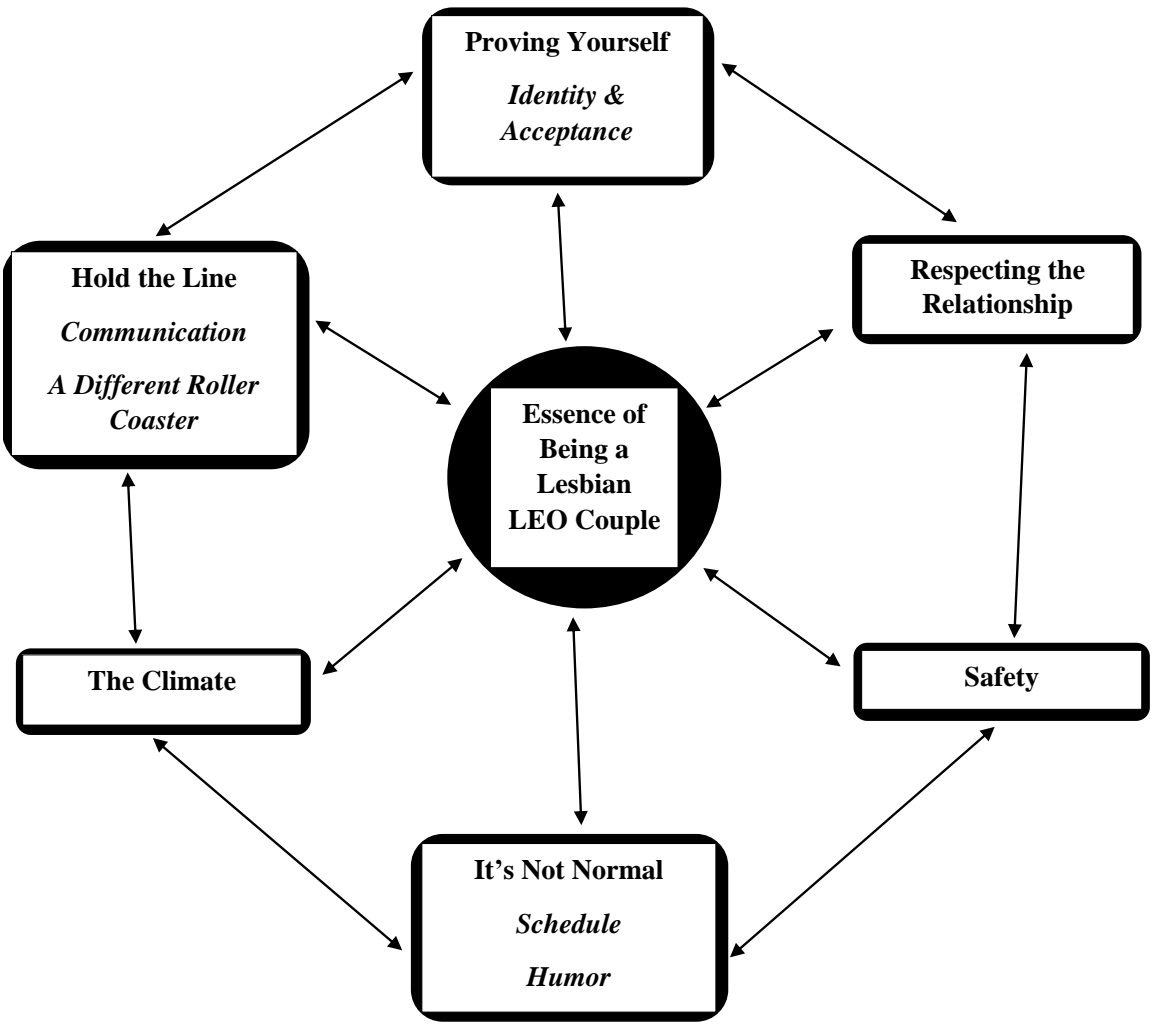 Proving Yourself
Identity &
Acceptance
Hold the Line
Communication
A Different Roller
Coaster
Respecting the
Relationship
Essence of
Being a
Lesbian
LEO Couple
The Climate
Safety
It’s Not Normal
Schedule
Humor